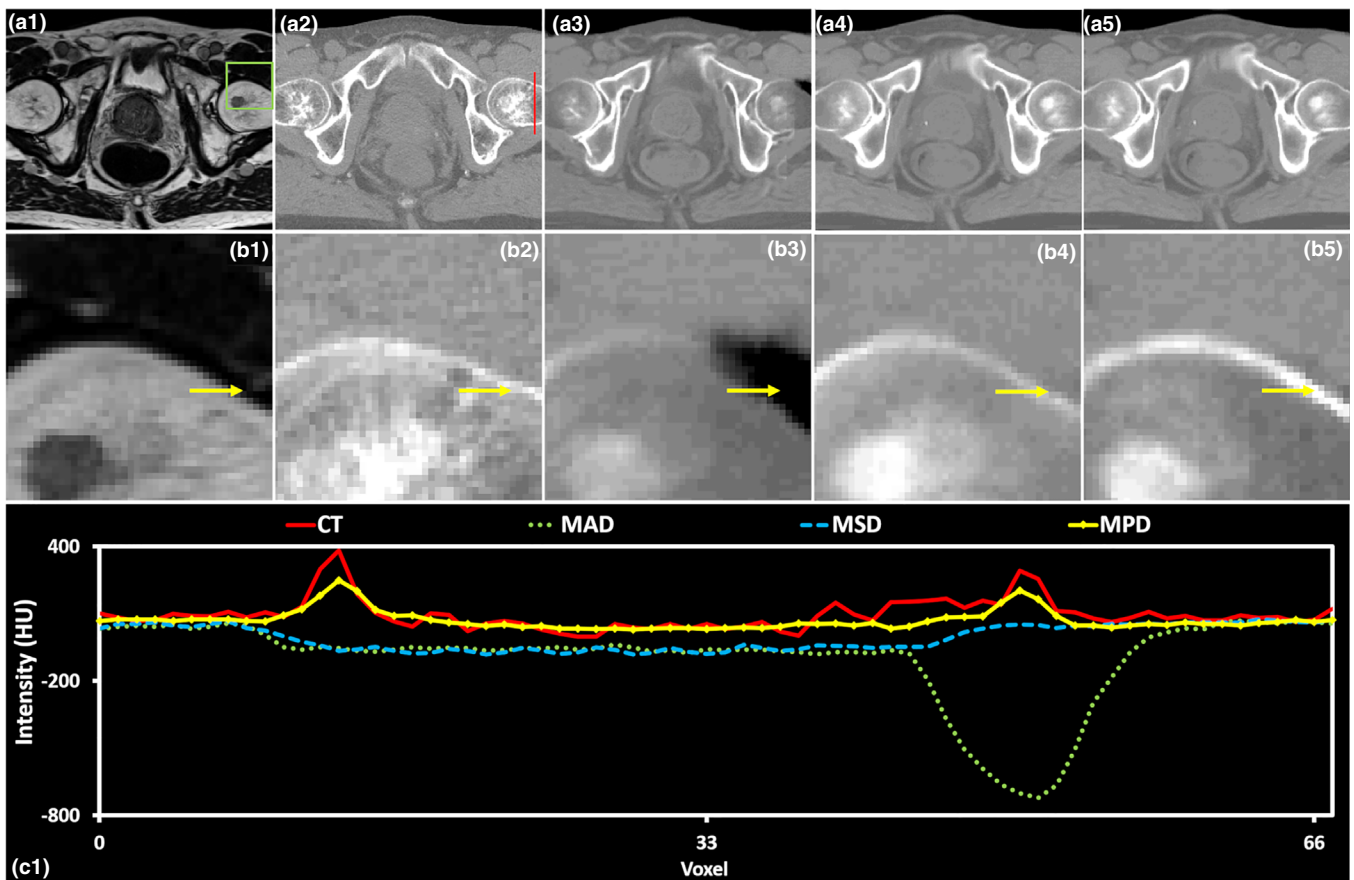 (a1) (a2) (a3) (a4) (a5)
(b1) (b2) (b3) (b4) (b5)
CT MAD MSD MPD
400
-200
-800
Intensity (HU)
0 33 66
Voxel
(c1)